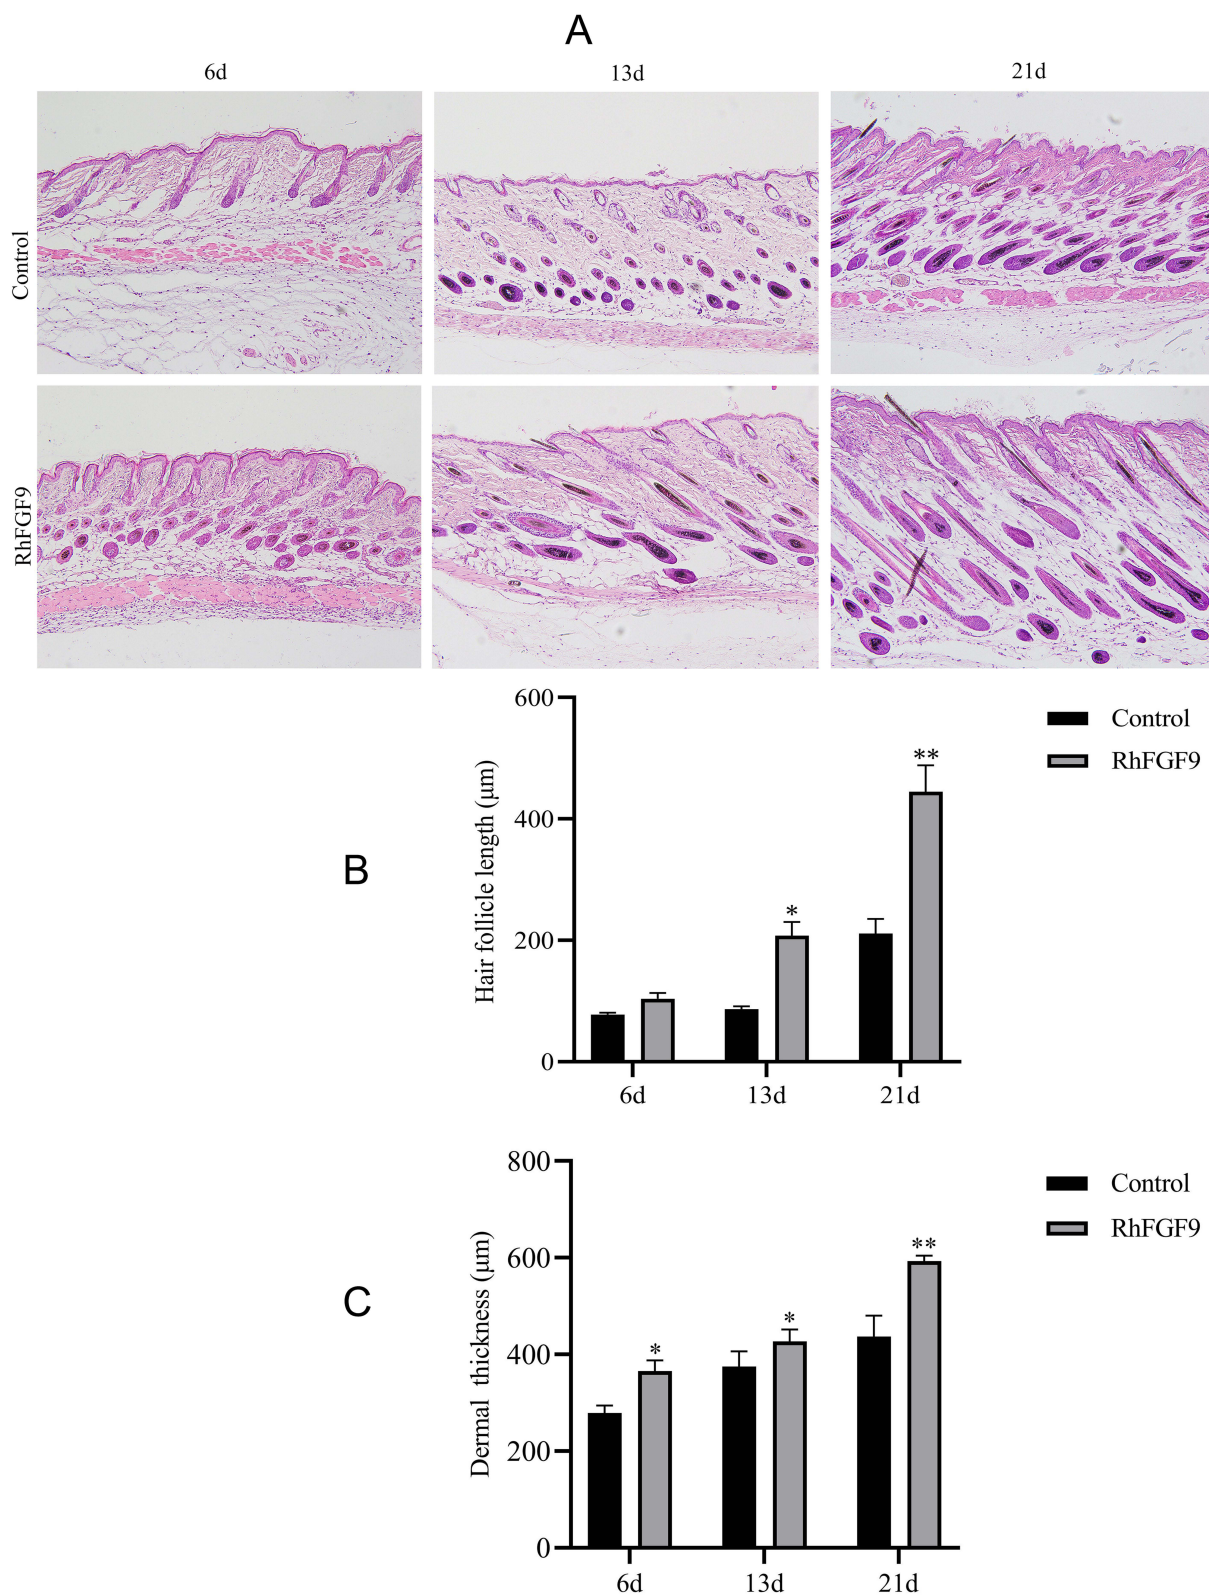 A
6d 13d 21d
Control
RhFGF9
B
Hair follicle length (μm)
600
400
200
0
**
*
6d 13d 21d
Control
RhFGF9
C
Dermal thickness (μm)
800
600
400
200
0
**
*
*
6d 13d 21d
Control
RhFGF9